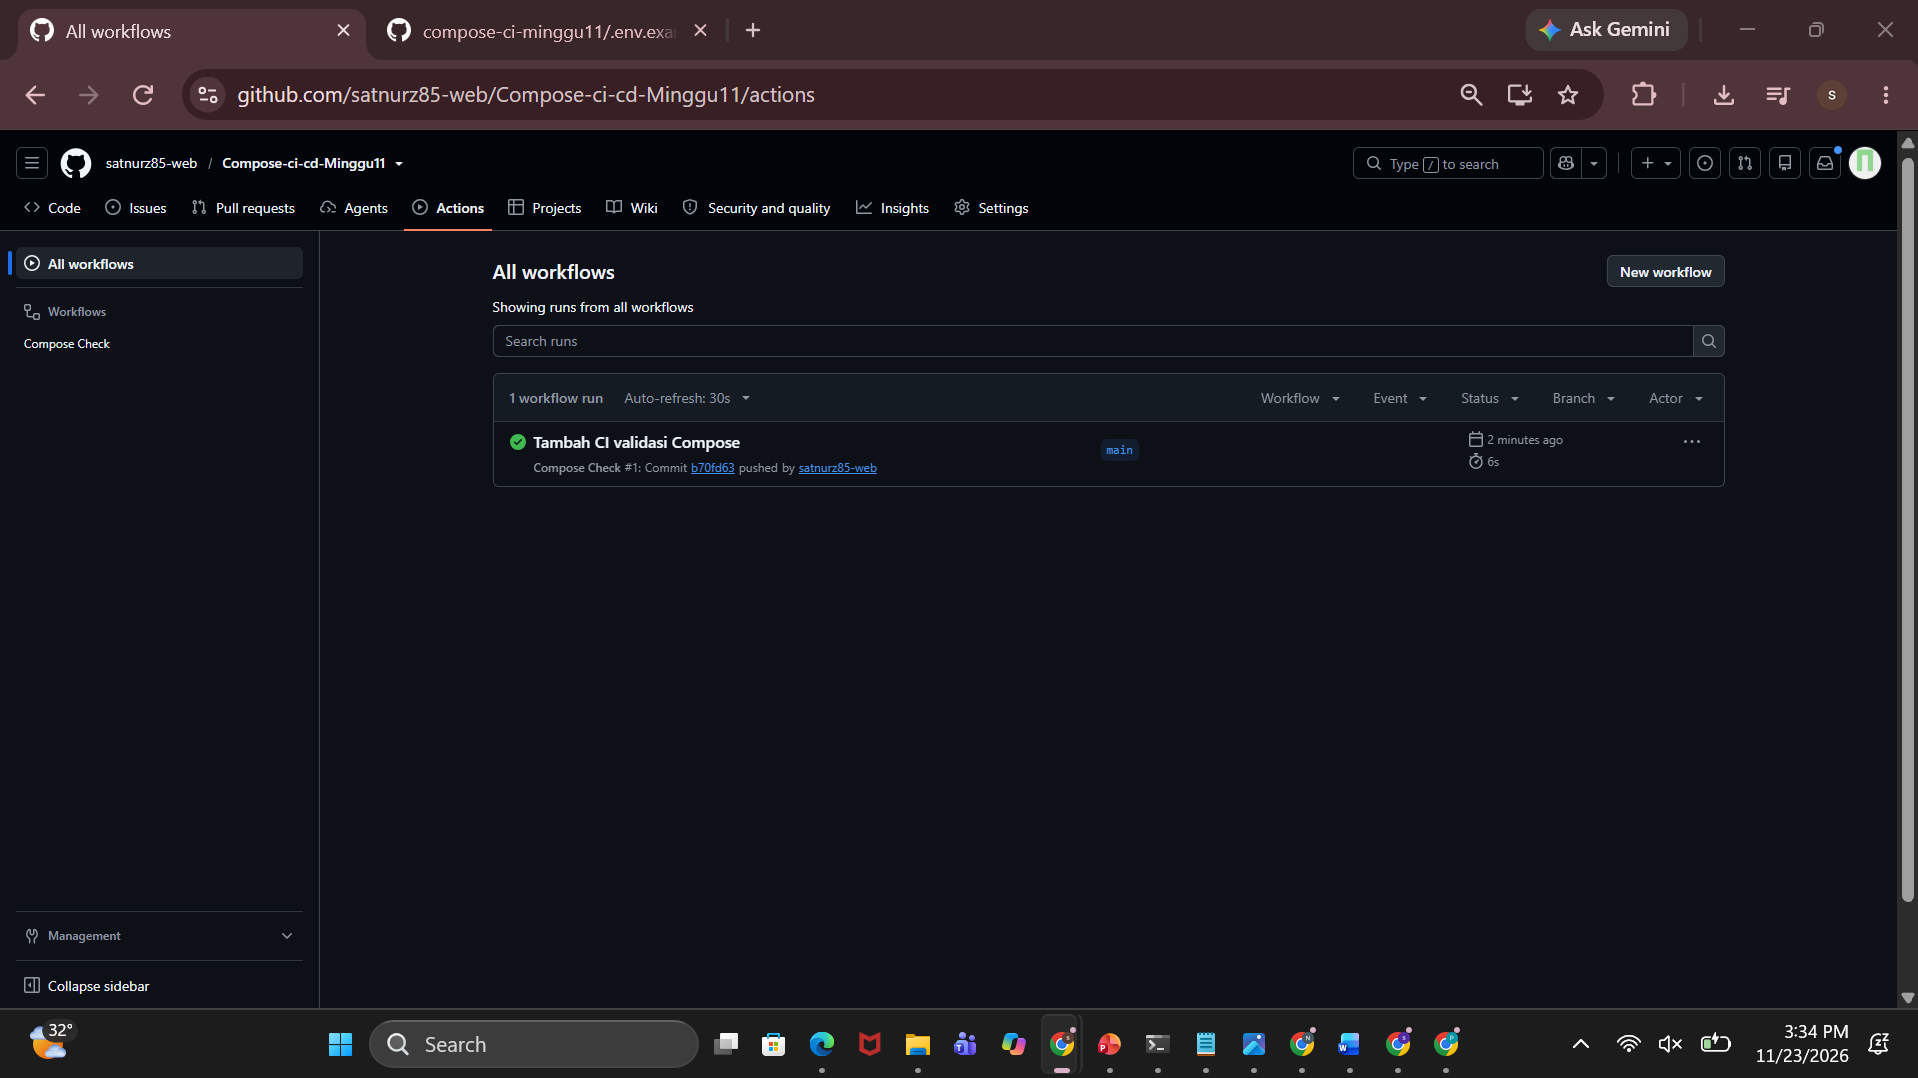 All workflows
compose-ci-minggu11/.env.exa
Ask Gemini
github.com/satnurz85-web/Compose-ci-cd-Minggu11/actions
s
satnurz85-web / Compose-ci-cd-Minggu11
Type / to search
Code
Issues
Pull requests
Agents
Actions
Projects
Wiki
Security and quality
Insights
Settings
All workflows
Workflows
Compose Check
Management
Collapse sidebar
All workflows
New workflow
Showing runs from all workflows
Search runs
1 workflow run
Auto-refresh: 30s
Workflow
Event
Status
Branch
Actor
Tambah CI validasi Compose
Compose Check #1: Commit b70fd63 pushed by satnurz85-web
main
2 minutes ago
6s
32°
Search
3:34 PM
11/23/2026